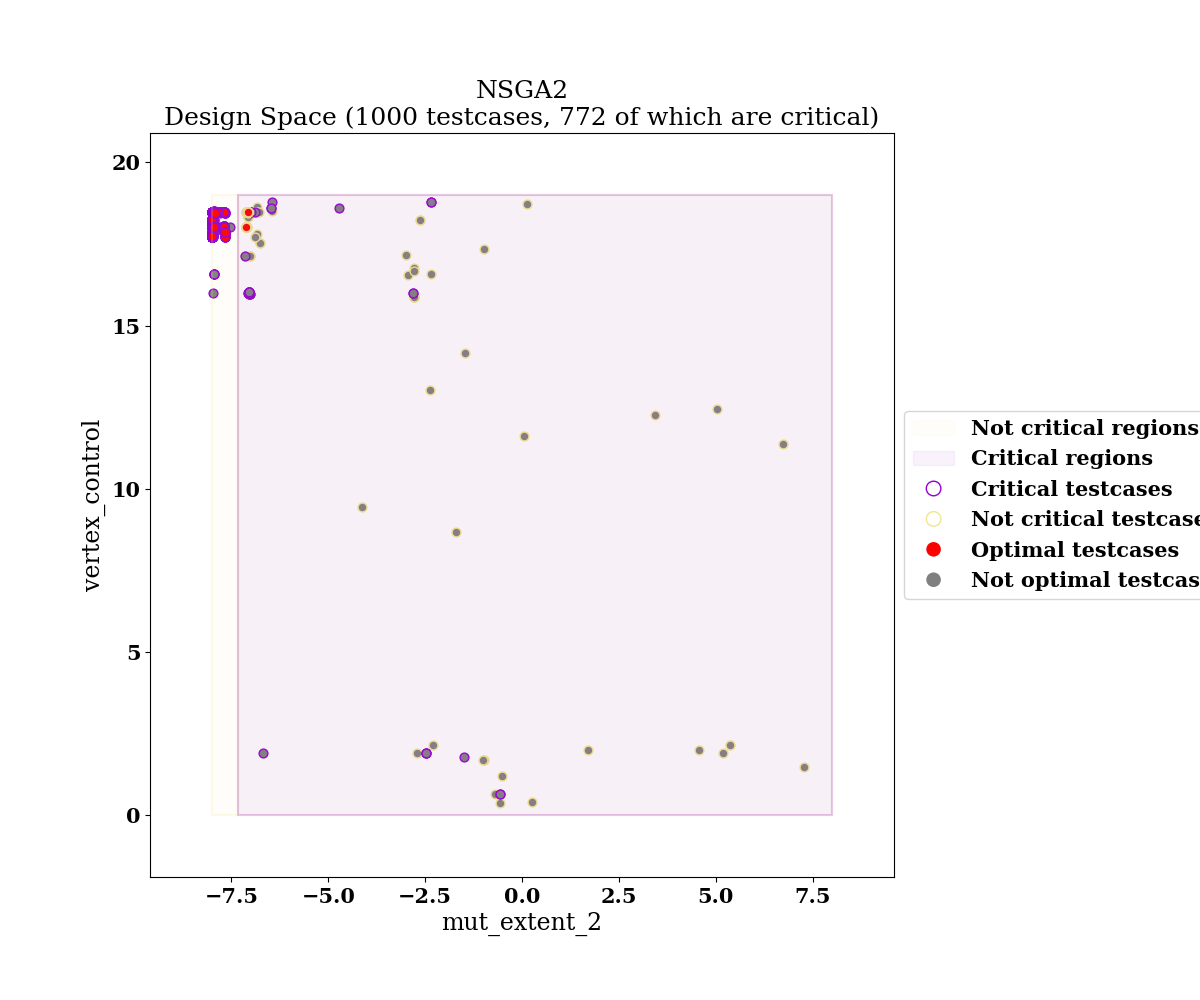 NSGA2
Design Space (1000 testcases, 772 of which are critical)
20
15
10
5
0
vertex_control
−7.5
−5.0
−2.5
0.0
2.5
5.0
7.5
mut_extent_2
Not critical regions
Critical regions
Critical testcases
Not critical testcase
Optimal testcases
Not optimal testcas